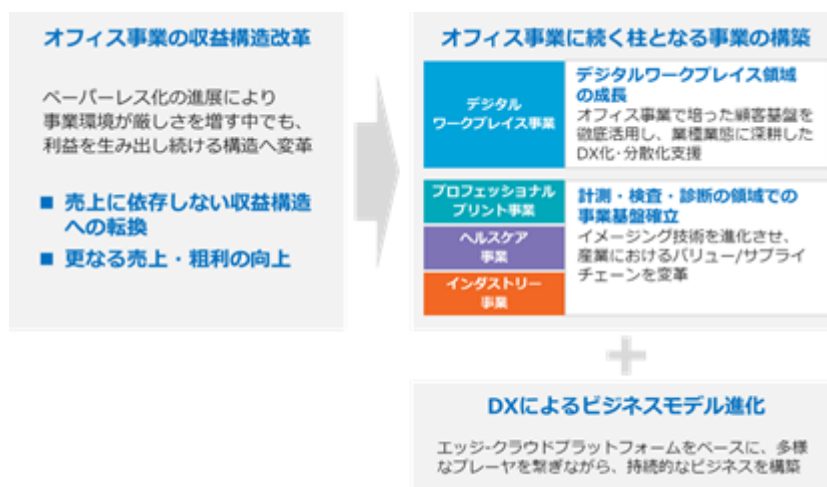 オフィス事業の収益構造改革
ペーパーレス化の進展により
事業環境が厳しさを増す中でも、
利益を生み出し続ける構造へ変革
■ 売上に依存しない収益構造
への転換
■ 更なる売上・粗利の向上
オフィス事業に続く柱となる事業の構築
デジタル
ワークプレイス事業
デジタルワークプレイス領域
の成長
オフィス事業で培った顧客基盤を
徹底活用し、業種業態に深耕した
DX化・分散化支援
プロフェッショナル
プリント事業
ヘルスケア
事業
インダストリー
事業
計測・検査・診断の領域での
事業基盤確立
イメージング技術を進化させ、
産業におけるバリュー/サプライ
チェーンを変革
+
DXによるビジネスモデル進化
エッジ-クラウドプラットフォームをベースに、多様
なプレーヤを繋ぎながら、持続的なビジネスを構築